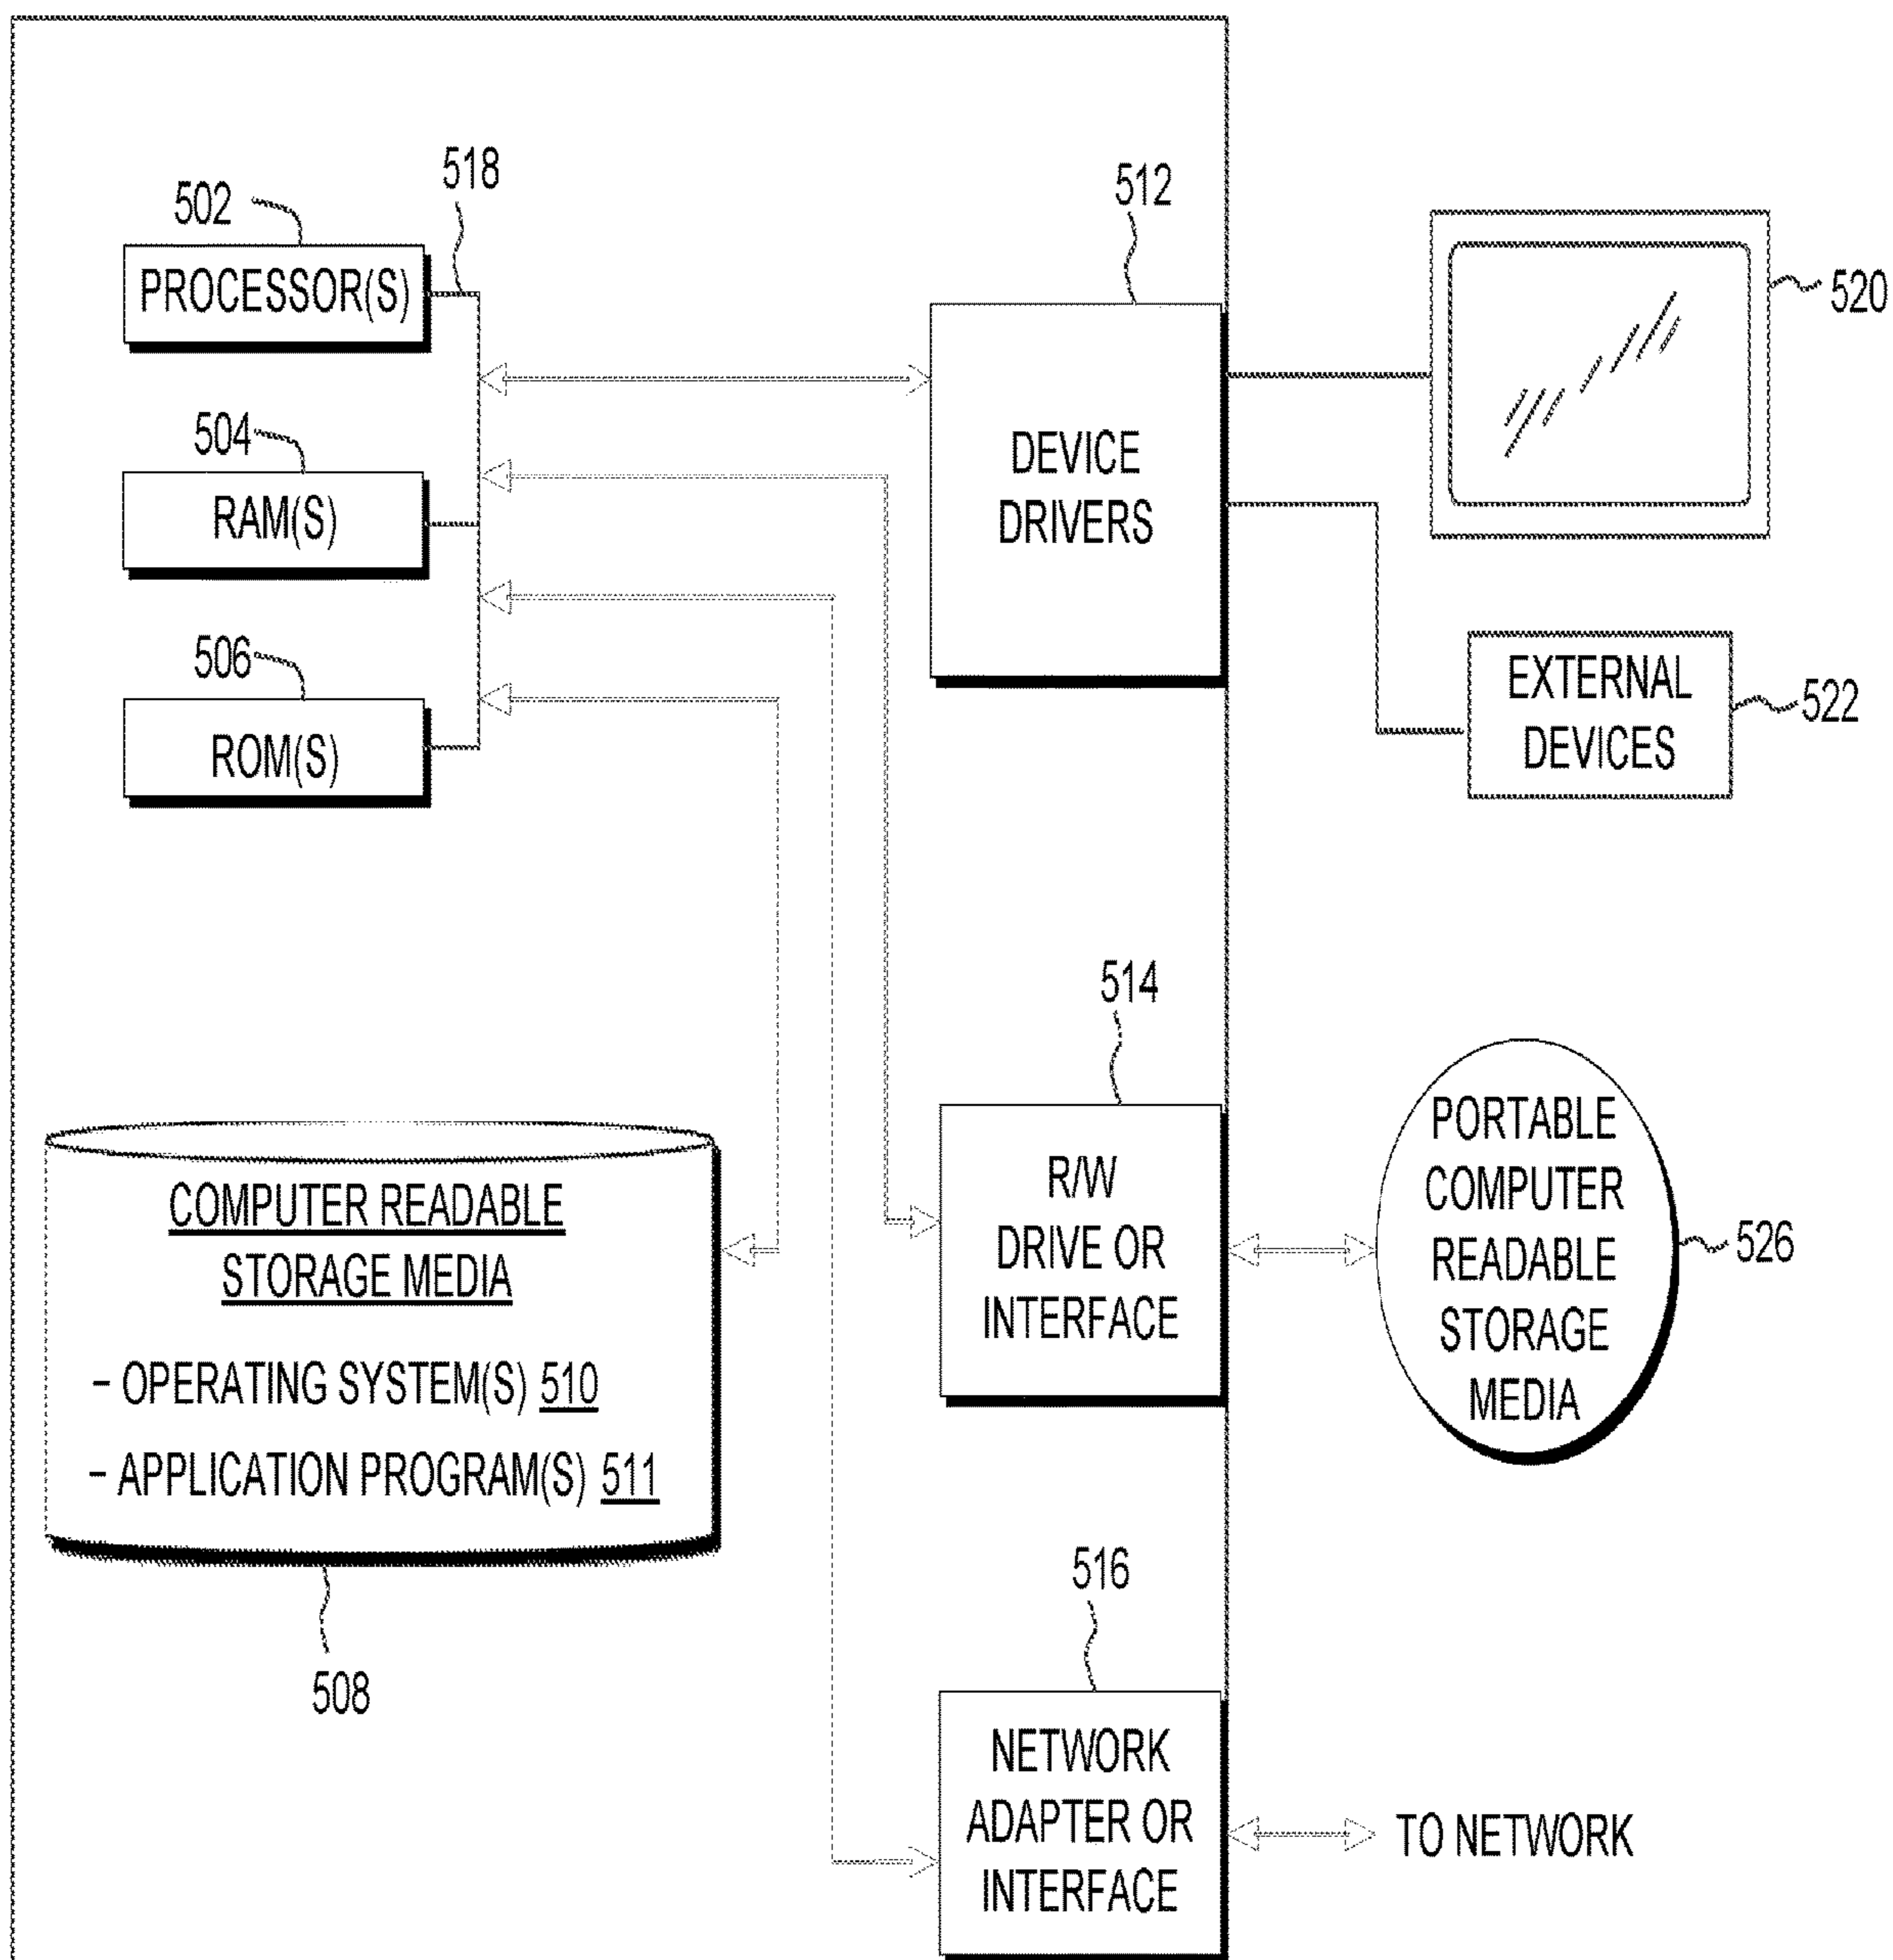 518
502
PROCESSOR(S)
504
RAM(S)
506
ROM(S)
512
DEVICE
DRIVERS
520
EXTERNAL
DEVICES
522
514
R/W
DRIVE OR
INTERFACE
PORTABLE
COMPUTER
READABLE
STORAGE
MEDIA
526
COMPUTER READABLE
STORAGE MEDIA
- OPERATING SYSTEM(S) 510
- APPLICATION PROGRAM(S) 511
508
516
NETWORK
ADAPTER OR
INTERFACE
TO NETWORK